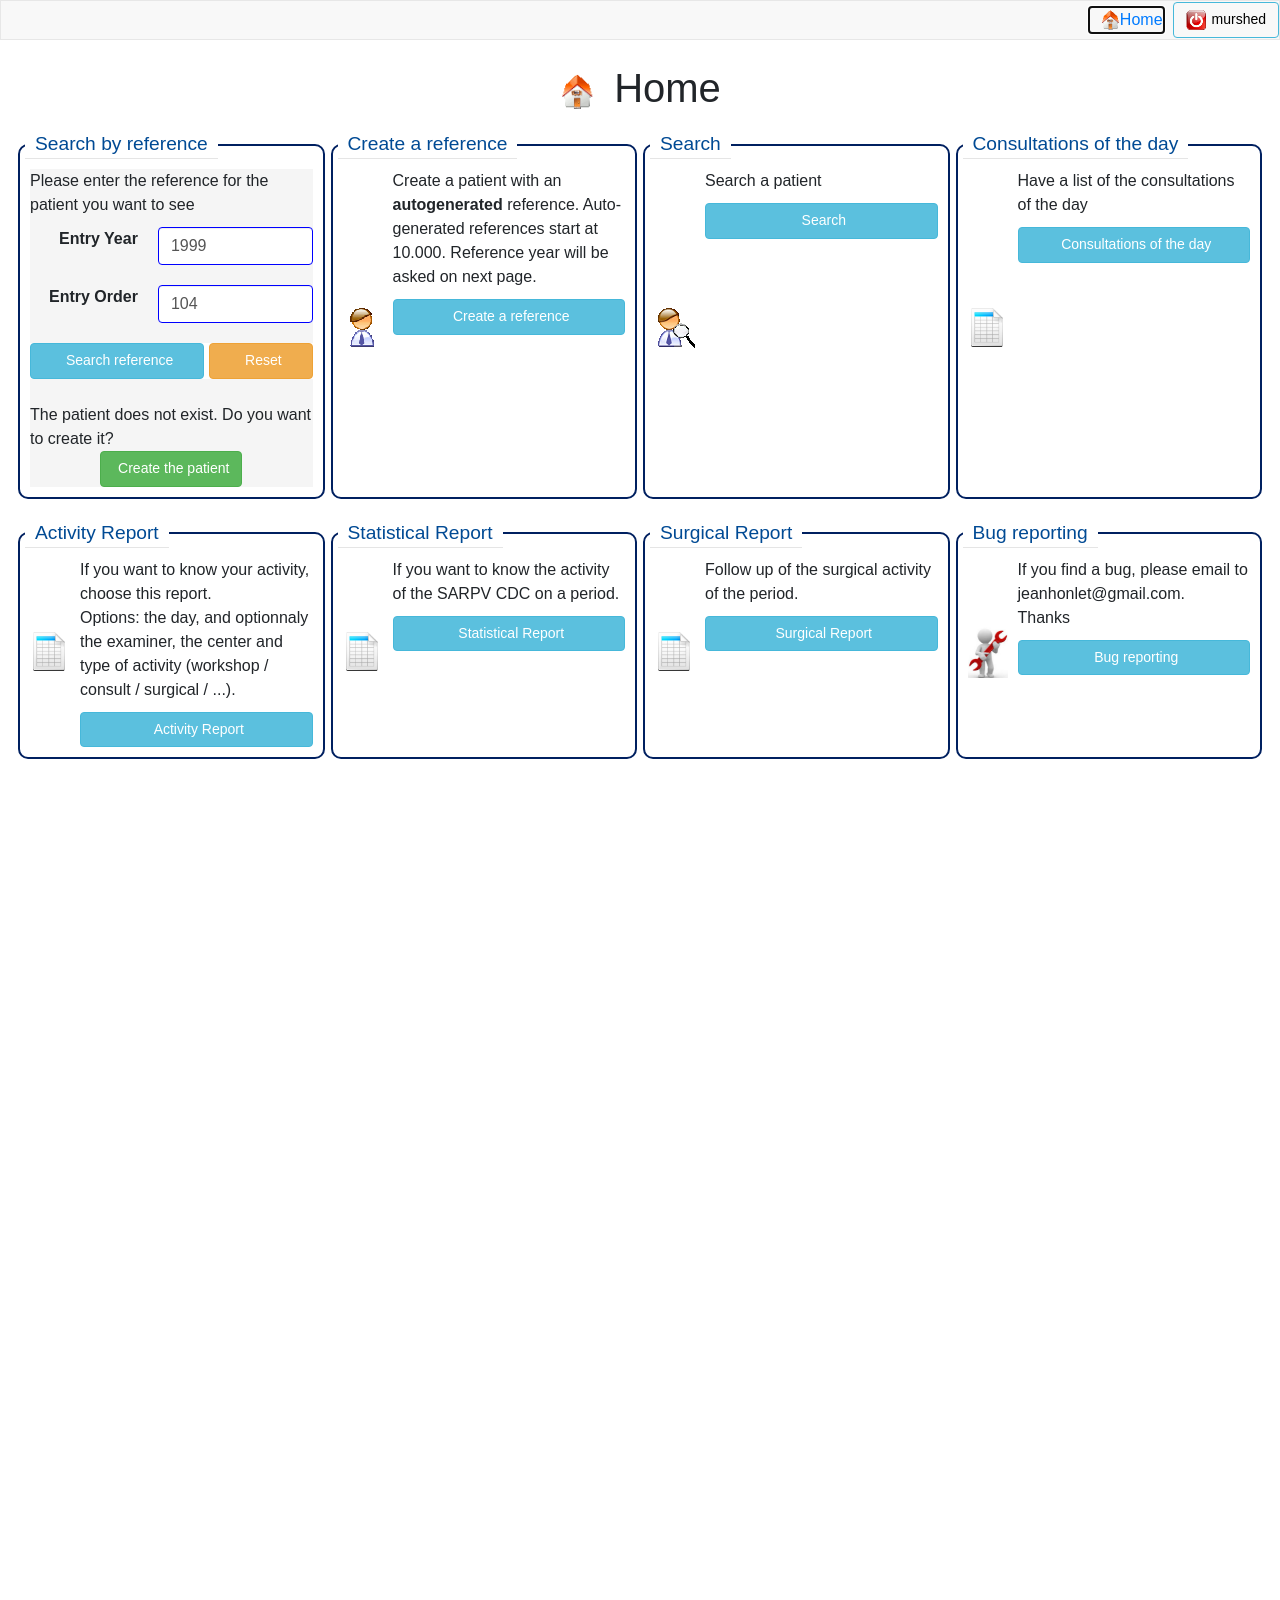 Home
murshed
Home
Search by reference
Please enter the reference for the
patient you want to see
Entry Year
1999
Entry Order
104
Search reference
Reset
The patient does not exist. Do you want
to create it?
Create the patient
Create a reference
Create a patient with an
autogenerated reference. Auto-
generated references start at
10.000. Reference year will be
asked on next page.
Create a reference
Search
Search a patient
Search
Consultations of the day
Have a list of the consultations
of the day
Consultations of the day
Activity Report
If you want to know your activity,
choose this report.
Options: the day, and optionnaly
the examiner, the center and
type of activity (workshop /
consult / surgical / ...).
Activity Report
Statistical Report
If you want to know the activity
of the SARPV CDC on a period.
Statistical Report
Surgical Report
Follow up of the surgical activity
of the period.
Surgical Report
Bug reporting
If you find a bug, please email to
jeanhonlet@gmail.com.
Thanks
Bug reporting